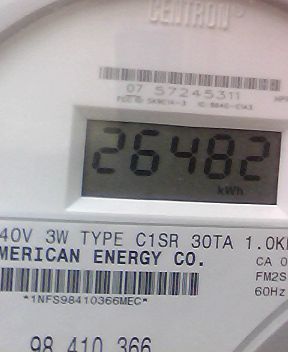 CENTRON
07 57245311
26482
kWh
40V 3W TYPE C1SR 30TA 1.0K
MERICAN ENERGY CO.
CA 0
FM2S
60Hz
*1NFS98410366MEC*
98 410 366